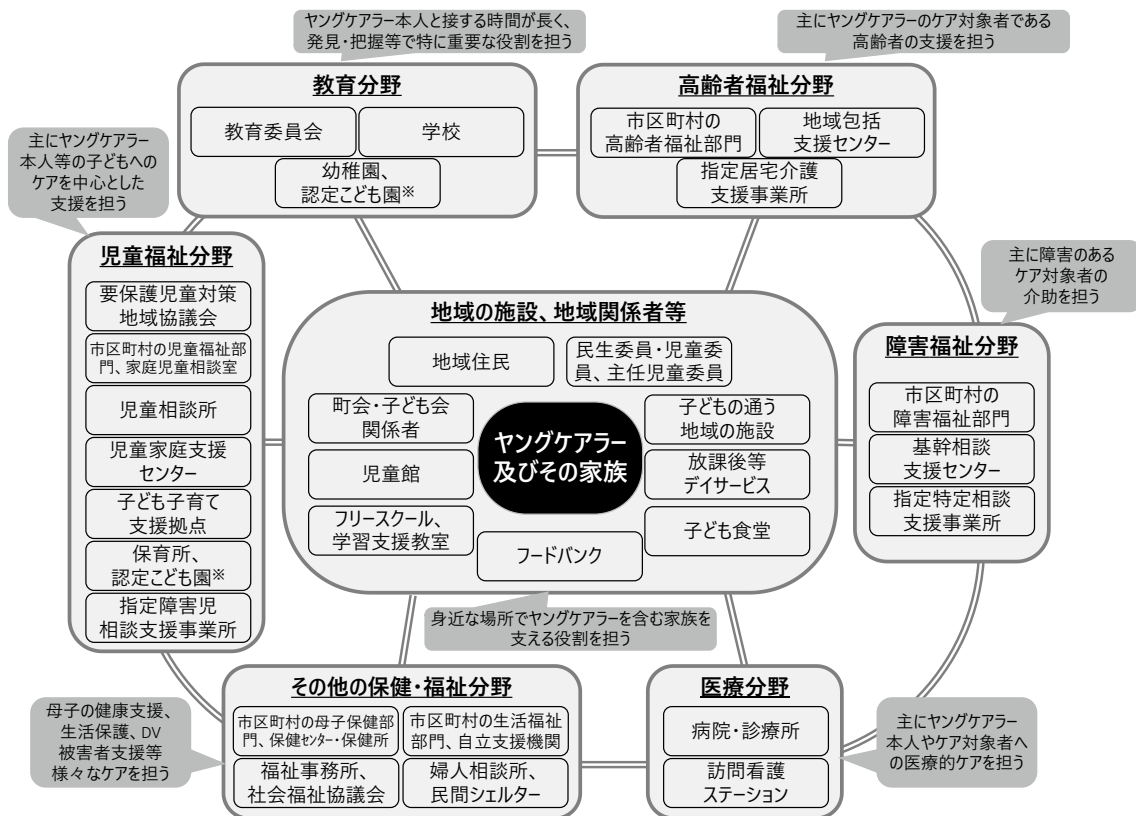 ヤングケアラー本人と接する時間が長く、
発見・把握等で特に重要な役割を担う
主にヤングケアラーのケア対象者である
高齢者の支援を担う
教育分野
教育委員会
学校
幼稚園、
認定こども園※
高齢者福祉分野
市区町村の
高齢者福祉部門
地域包括
支援センター
指定居宅介護
支援事業所
主にヤングケアラー
本人等の子どもへの
ケアを中心とした
支援を担う
児童福祉分野
要保護児童対策
地域協議会
市区町村の児童福祉部
門、家庭児童相談室
児童相談所
児童家庭支援
センター
子ども子育て
支援拠点
保育所、
認定こども園※
指定障害児
相談支援事業所
地域の施設、地域関係者等
地域住民
民生委員・児童委
員、主任児童委員
町会・子ども会
関係者
児童館
フリースクール、
学習支援教室
ヤングケアラー
及びその家族
子どもの通う
地域の施設
放課後等
デイサービス
子ども食堂
フードバンク
身近な場所でヤングケアラーを含む家族を
支える役割を担う
主に障害のある
ケア対象者の
介助を担う
障害福祉分野
市区町村の
障害福祉部門
基幹相談
支援センター
指定特定相談
支援事業所
母子の健康支援、
生活保護、DV
被害者支援等
様々なケアを担う
その他の保健・福祉分野
市区町村の母子保健部
門、保健センター・保健所
市区町村の生活福祉
部門、自立支援機関
福祉事務所、
社会福祉協議会
婦人相談所、
民間シェルター
医療分野
病院・診療所
訪問看護
ステーション
主にヤングケアラー
本人やケア対象者へ
の医療的ケアを担う